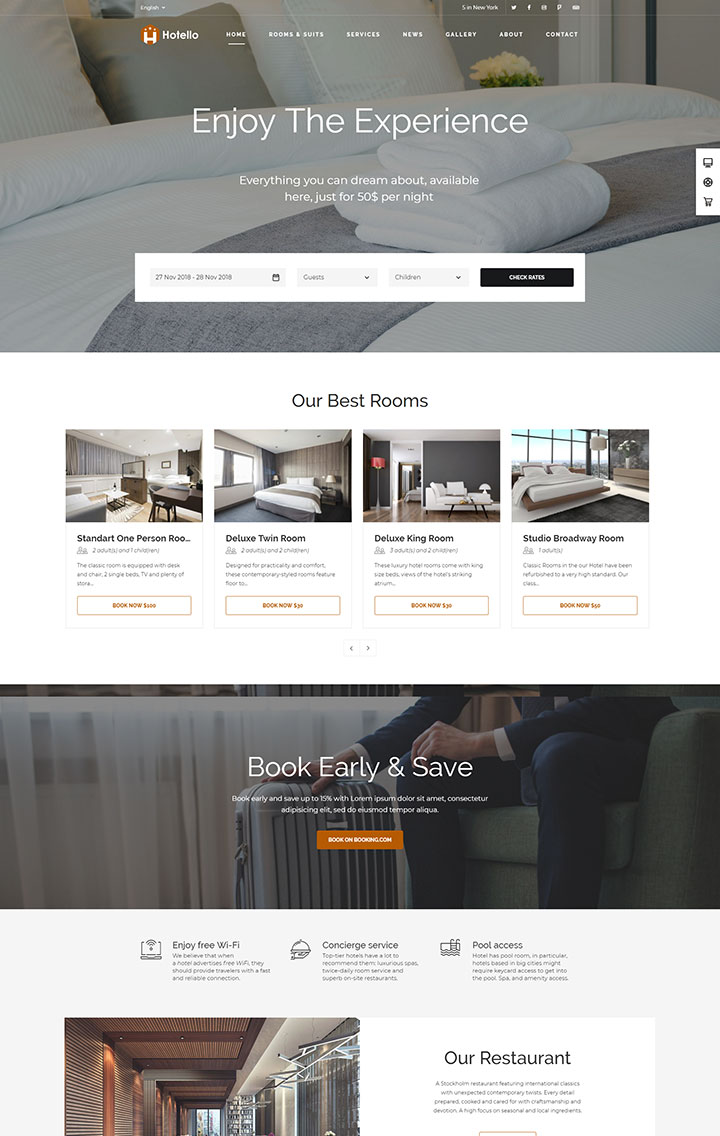 English
S in New York
Hotello
HOME
ROOMS & SUITS
SERVICES
NEWS
GALLERY
ABOUT
CONTACT
Enjoy The Experience
Everything you can dream about, available
here, just for 50$ per night
27 Nov 2018 - 28 Nov 2018
Guests
Children
CHECK RATES
Our Best Rooms
Standart One Person Roo...
2 adult(s) and 1 child(ren)
The classic room is equipped with desk
and chair, 2 single beds, TV and plenty of
stora...
BOOK NOW $100
Deluxe Twin Room
2 adult(s) and 2 child(ren)
Designed for practicality and comfort,
these contemporary-styled rooms feature
floor to...
BOOK NOW $30
Deluxe King Room
3 adult(s) and 2 child(ren)
These luxury hotel rooms come with king
size beds, views of the hotel's striking
atrium...
BOOK NOW $30
Studio Broadway Room
1 adult(s)
Classic Rooms in the our Hotel have been
refurbished to a very high standard. Our
class...
BOOK NOW $50
Book Early & Save
Book early and save up to 15% with Lorem ipsum dolor sit amet, consectetur
adipisicing elit, sed do eiusmod tempor aliqua.
BOOK ON BOOKING.COM
Enjoy free Wi-Fi
We believe that when
a hotel advertises free WiFi, they
should provide travelers with a fast
and reliable connection.
Concierge service
Top-tier hotels have a lot to
recommend them: luxurious spas,
twice-daily room service and
superb on-site restaurants.
Pool access
Hotel has pool room, in particular,
hotels based in big cities might
require keycard access to get into
the pool. Spa, and amenity access.
Our Restaurant
A Stockholm restaurant featuring international classics
with unexpected contemporary twists. Every detail
prepared, cooked and cared for with craftsmanship and
devotion. A high focus on seasonal and local ingredients.